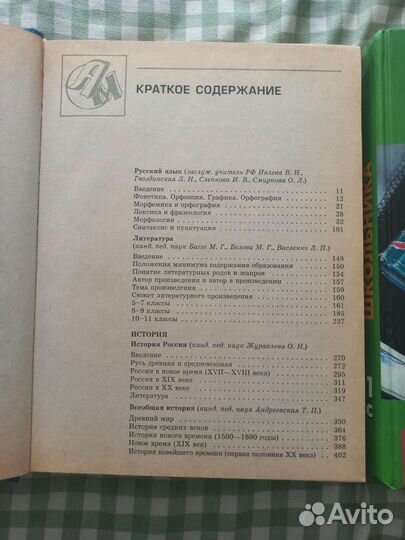 АМ
КРАТКОЕ СОДЕРЖАНИЕ
Русский язык (заслуж. учитель РФ Ивлева В. Н.,
Гвоздинская Л. Н., Слепкова И. В., Смирнова О. Л.)
Введение 11
Фонетика. Орфоэпия. Графика. Орфография 12
Морфемика и орфография 21
Лексика и фразеология 28
Морфология 32
Синтаксис и пунктуация 101
Литература
(канд. пед. наук Багге М. Г., Белова М. Г., Висленко Л. П.)
Введение 148
Положения минимума содержания образования 150
Понятие литературных родов и жанров 154
Автор произведения и автор в произведении 157
Тема произведения 159
Сюжет литературного произведения 160
5—7 классы 161
8—9 классы 185
10—11 классы 227
ИСТОРИЯ
История России (канд. пед. наук Журавлева О. Н.)
Введение 270
Русь древняя и средневековая 272
Россия в новое время (XVII—XVIII века) 295
Россия в XIX веке 311
Россия в XX веке 319
Литература 347
Всеобщая история (канд. пед. наук Андреевская Т. П.)
Древний мир 350
История средних веков 364
История нового времени (1500—1800 годы) 376
Новое время (XIX век) 388
История новейшего времени (первая половина XX века) 402
ШКОЛЬНИКА
Avito